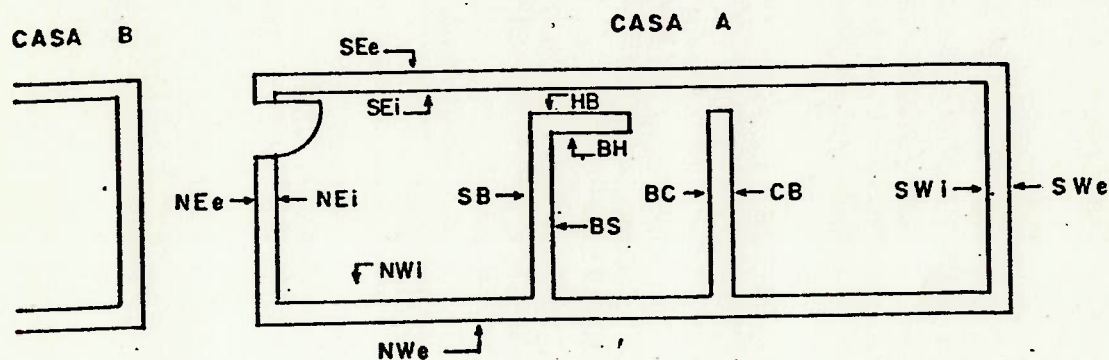 CASA B
CASA A
SEe
SEi
HB
BH
NEe
NEi
SB
BS
BC
CB
SWi
SWe
NWi
NWe